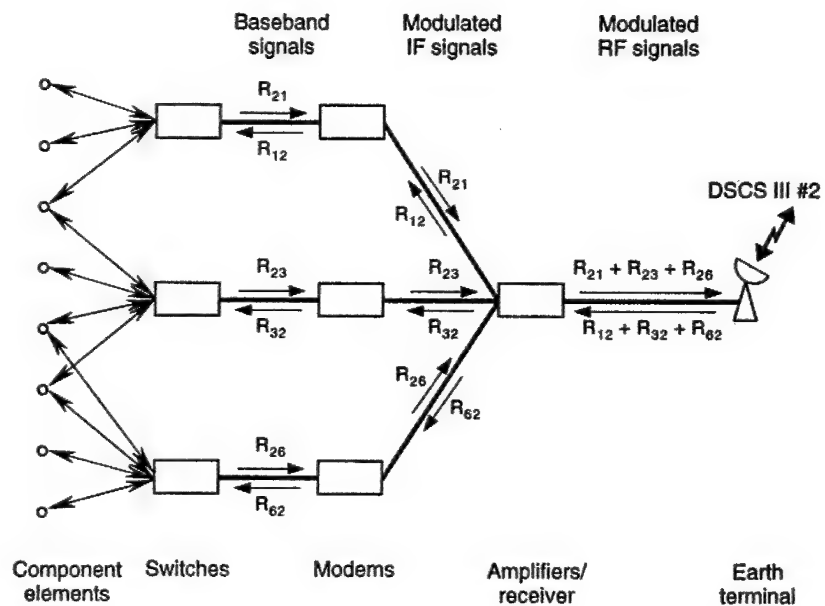 Baseband
signals
Modulated
IF signals
Modulated
RF signals
R21
R12
R21
R12
DSCS III #2
R23
R32
R23
R32
R21 + R23 + R26
R12 + R32 + R62
R26
R62
R26
R62
Component
elements
Switches
Modems
Amplifiers/
receiver
Earth
terminal